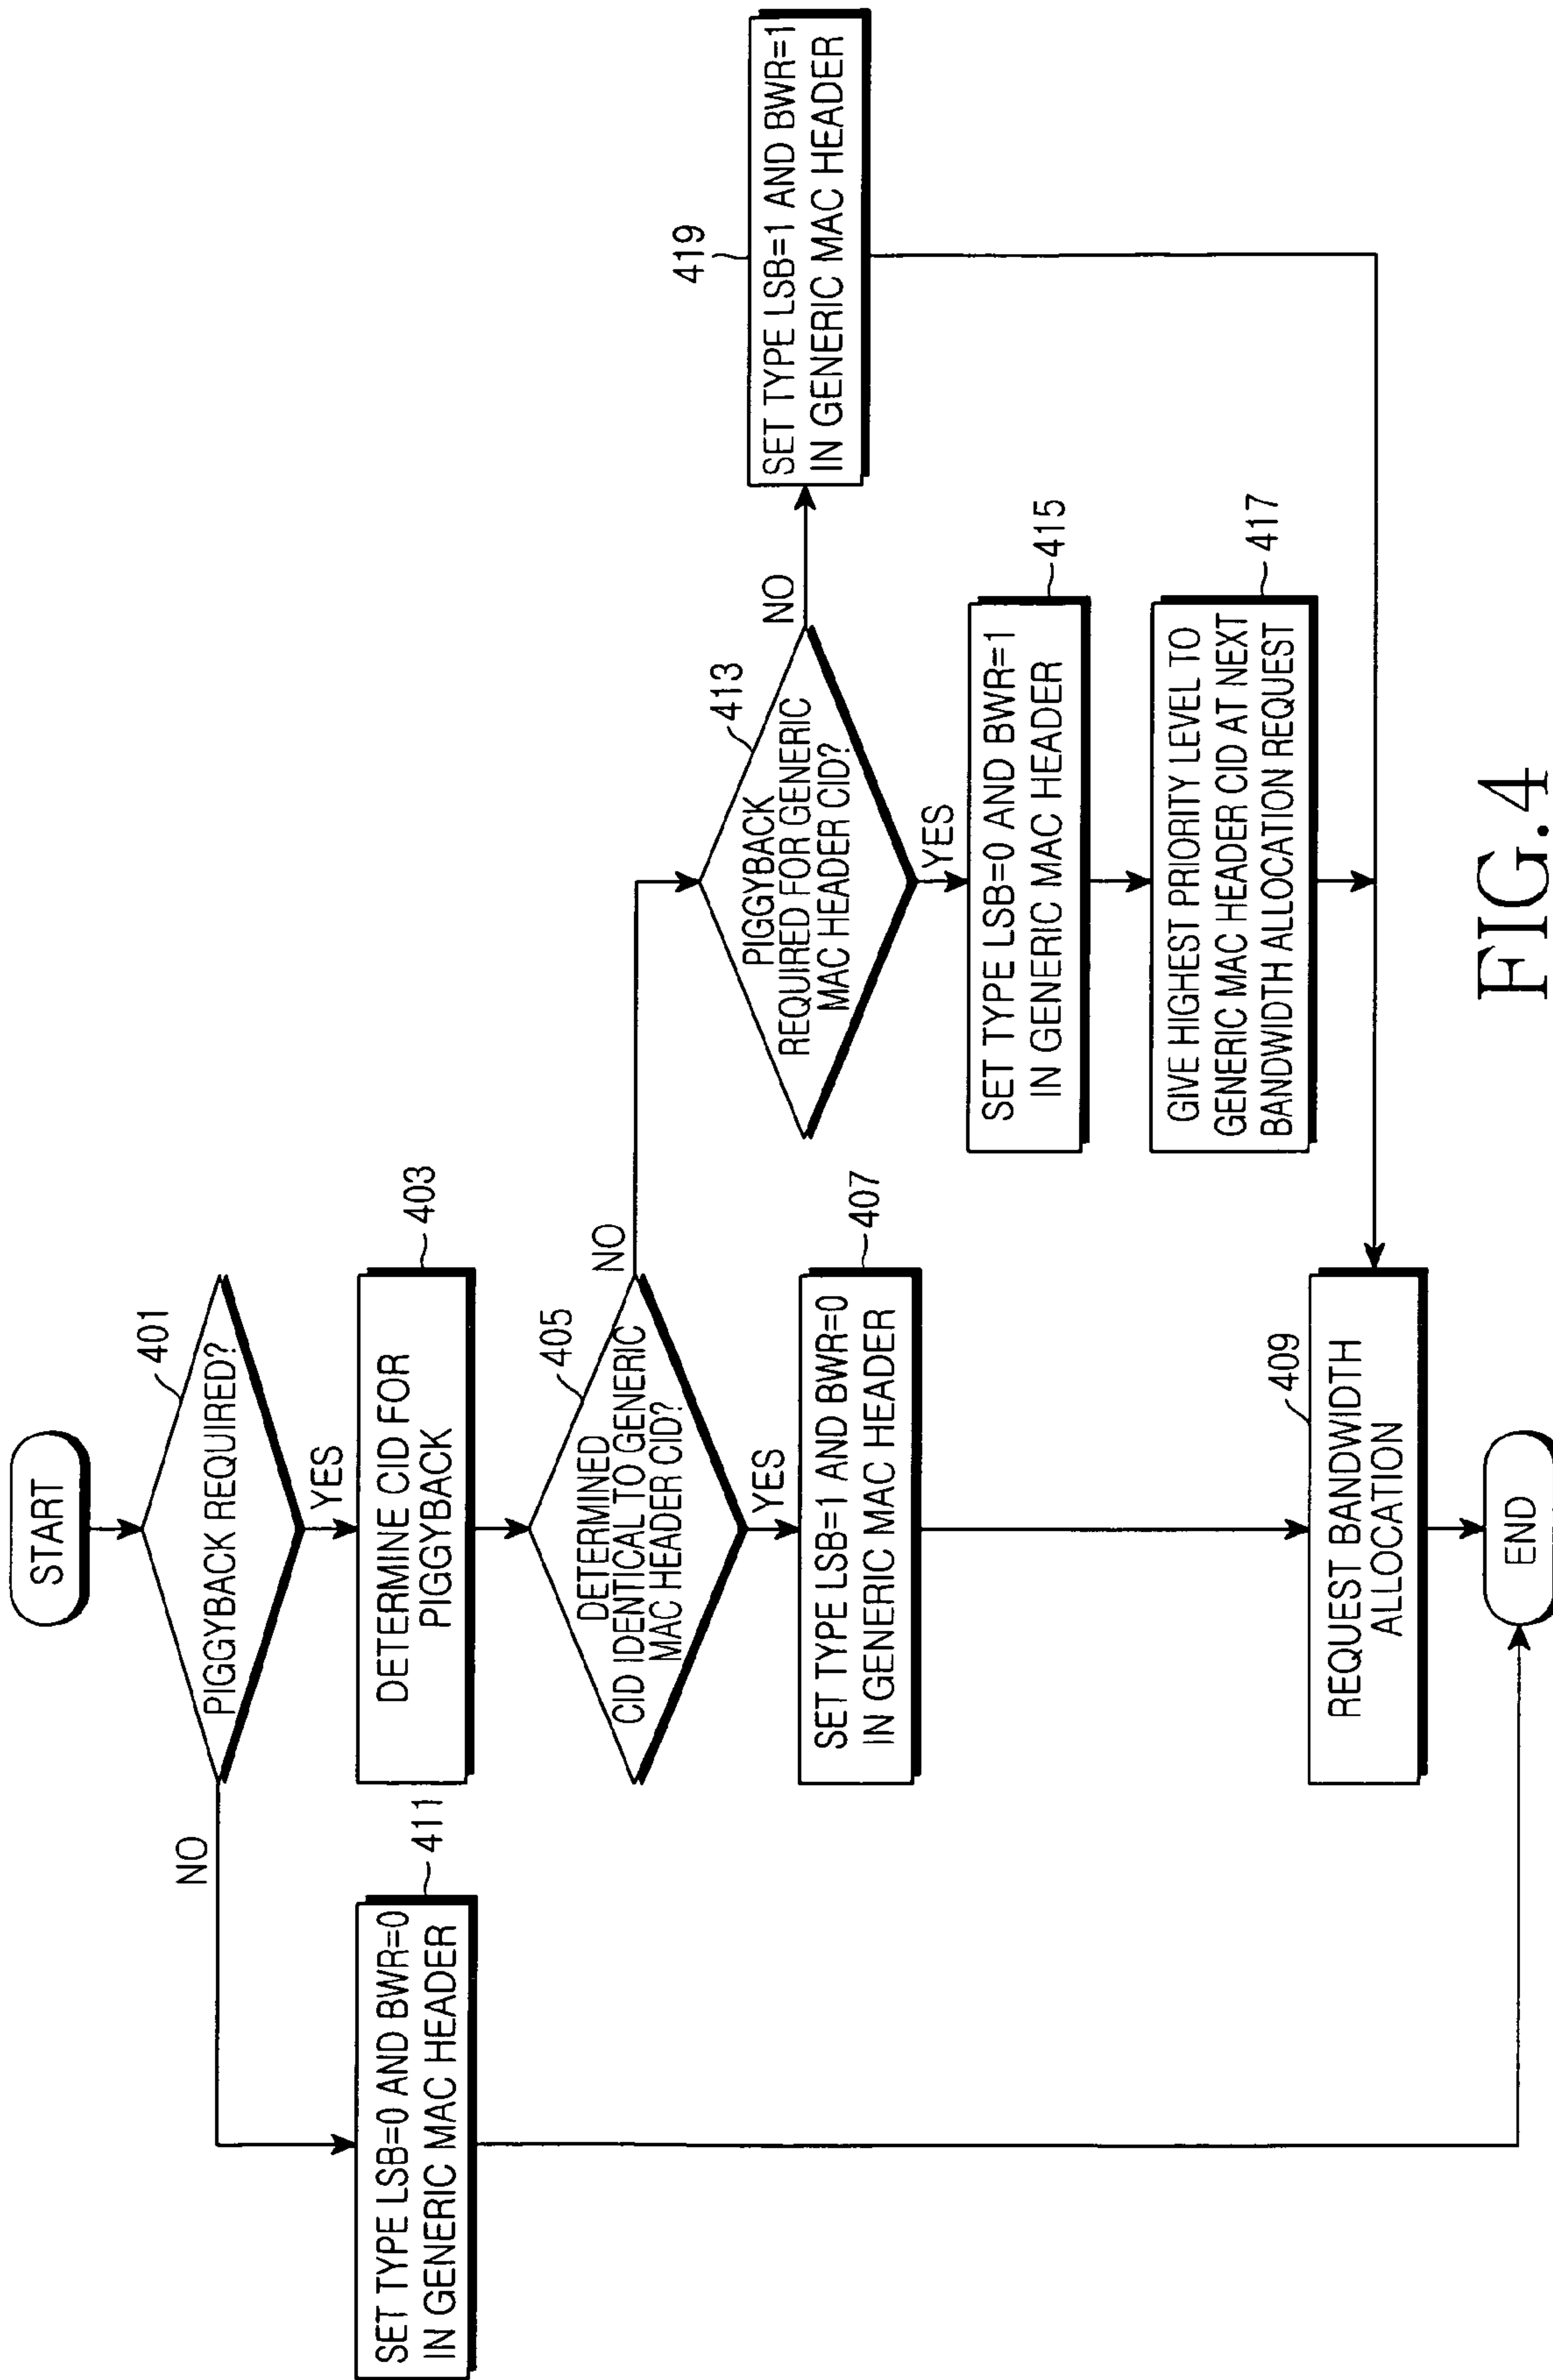 START
401
PIGGYBACK REQUIRED?
NO
YES
411
SET TYPE LSB=0 AND BWR=0
IN GENERIC MAC HEADER
403
DETERMINE CID FOR
PIGGYBACK
405
DETERMINED
CID IDENTICAL TO GENERIC
MAC HEADER CID?
NO
YES
407
SET TYPE LSB=1 AND BWR=0
IN GENERIC MAC HEADER
413
PIGGYBACK
REQUIRED FOR GENERIC
MAC HEADER CID?
NO
YES
419
SET TYPE LSB=1 AND BWR=1
IN GENERIC MAC HEADER
415
SET TYPE LSB=0 AND BWR=1
IN GENERIC MAC HEADER
417
GIVE HIGHEST PRIORITY LEVEL TO
GENERIC MAC HEADER CID AT NEXT
BANDWIDTH ALLOCATION REQUEST
409
REQUEST BANDWIDTH
ALLOCATION
END
FIG.4